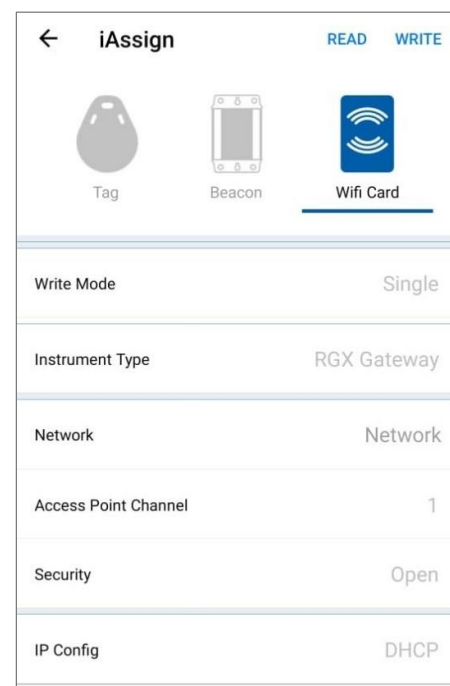 ← iAssign READ WRITE
Tag Beacon Wifi Card
Write Mode Single
Instrument Type RGX Gateway
Network Network
Access Point Channel 1
Security Open
IP Config DHCP